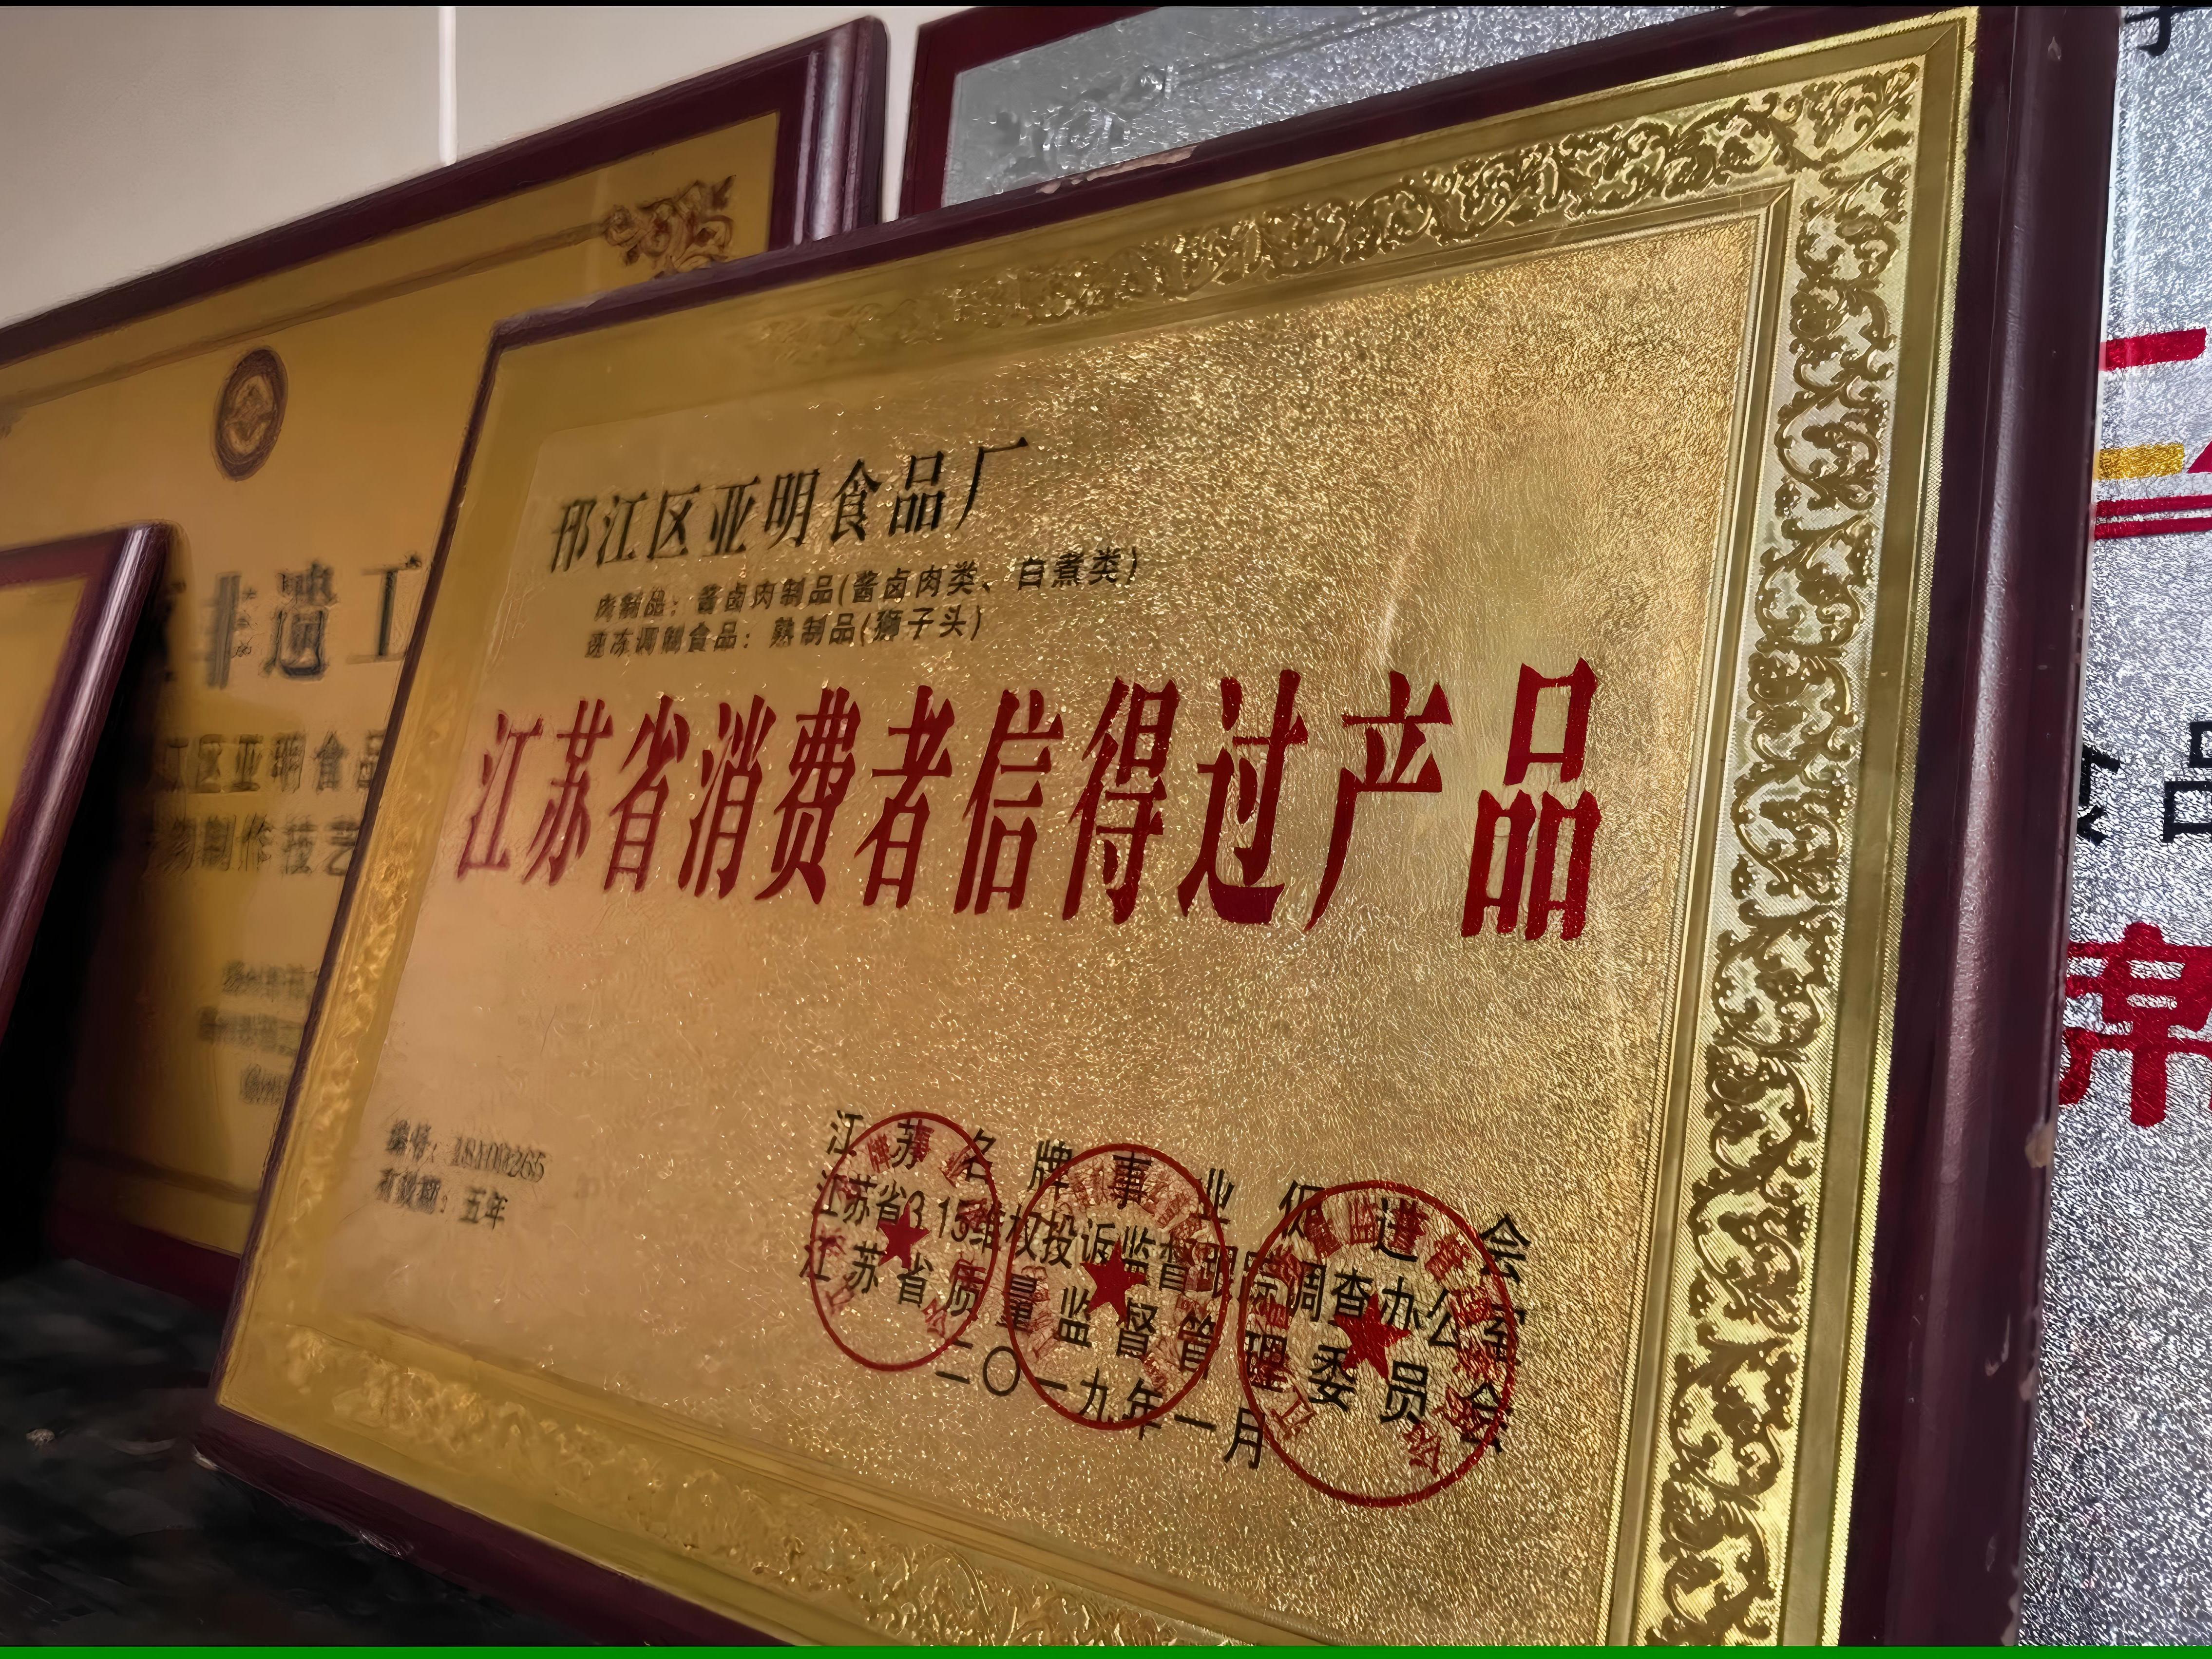 邗江区亚明食品厂
肉制品：酱卤肉制品(酱卤肉类、白煮类)
速冻调制食品：熟制品(狮子头)
江苏省消费者信得过产品
编号：18109265
有效期：五年
江苏名牌事业促进会
江苏省315维权投诉监督跟踪调查办公室
江苏省质量监督管理委员会
二〇一九年一月
非遗工
江区亚明食品
制作技艺
食品
席